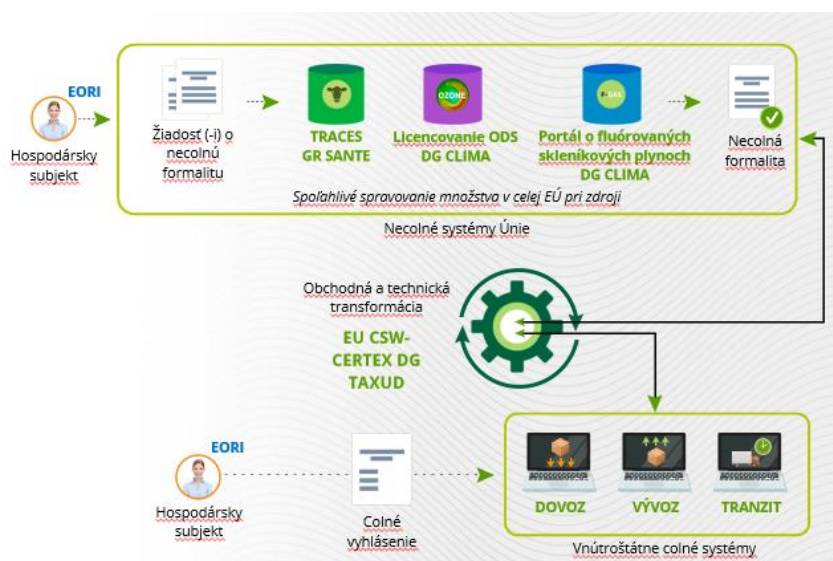 EORI
Hospodársky
subjekt
Žiadosť (-i) o
necolnú
formalitu
TRACES
GR SANTE
OZONE
Licencovanie ODS
DG CLIMA
F-GAS
Portál o fluórovaných
skleníkových plynoch
DG CLIMA
Necolná
formalita
Spoľahlivé spravovanie množstva v celej EÚ pri zdroji
Necolné systémy Únie
Obchodná a technická
transformácia
EU CSW-
CERTEX DG
TAXUD
EORI
Hospodársky
subjekt
Colné
vyhlásenie
DOVOZ
VÝVOZ
TRANZIT
Vnútroštátne colné systémy